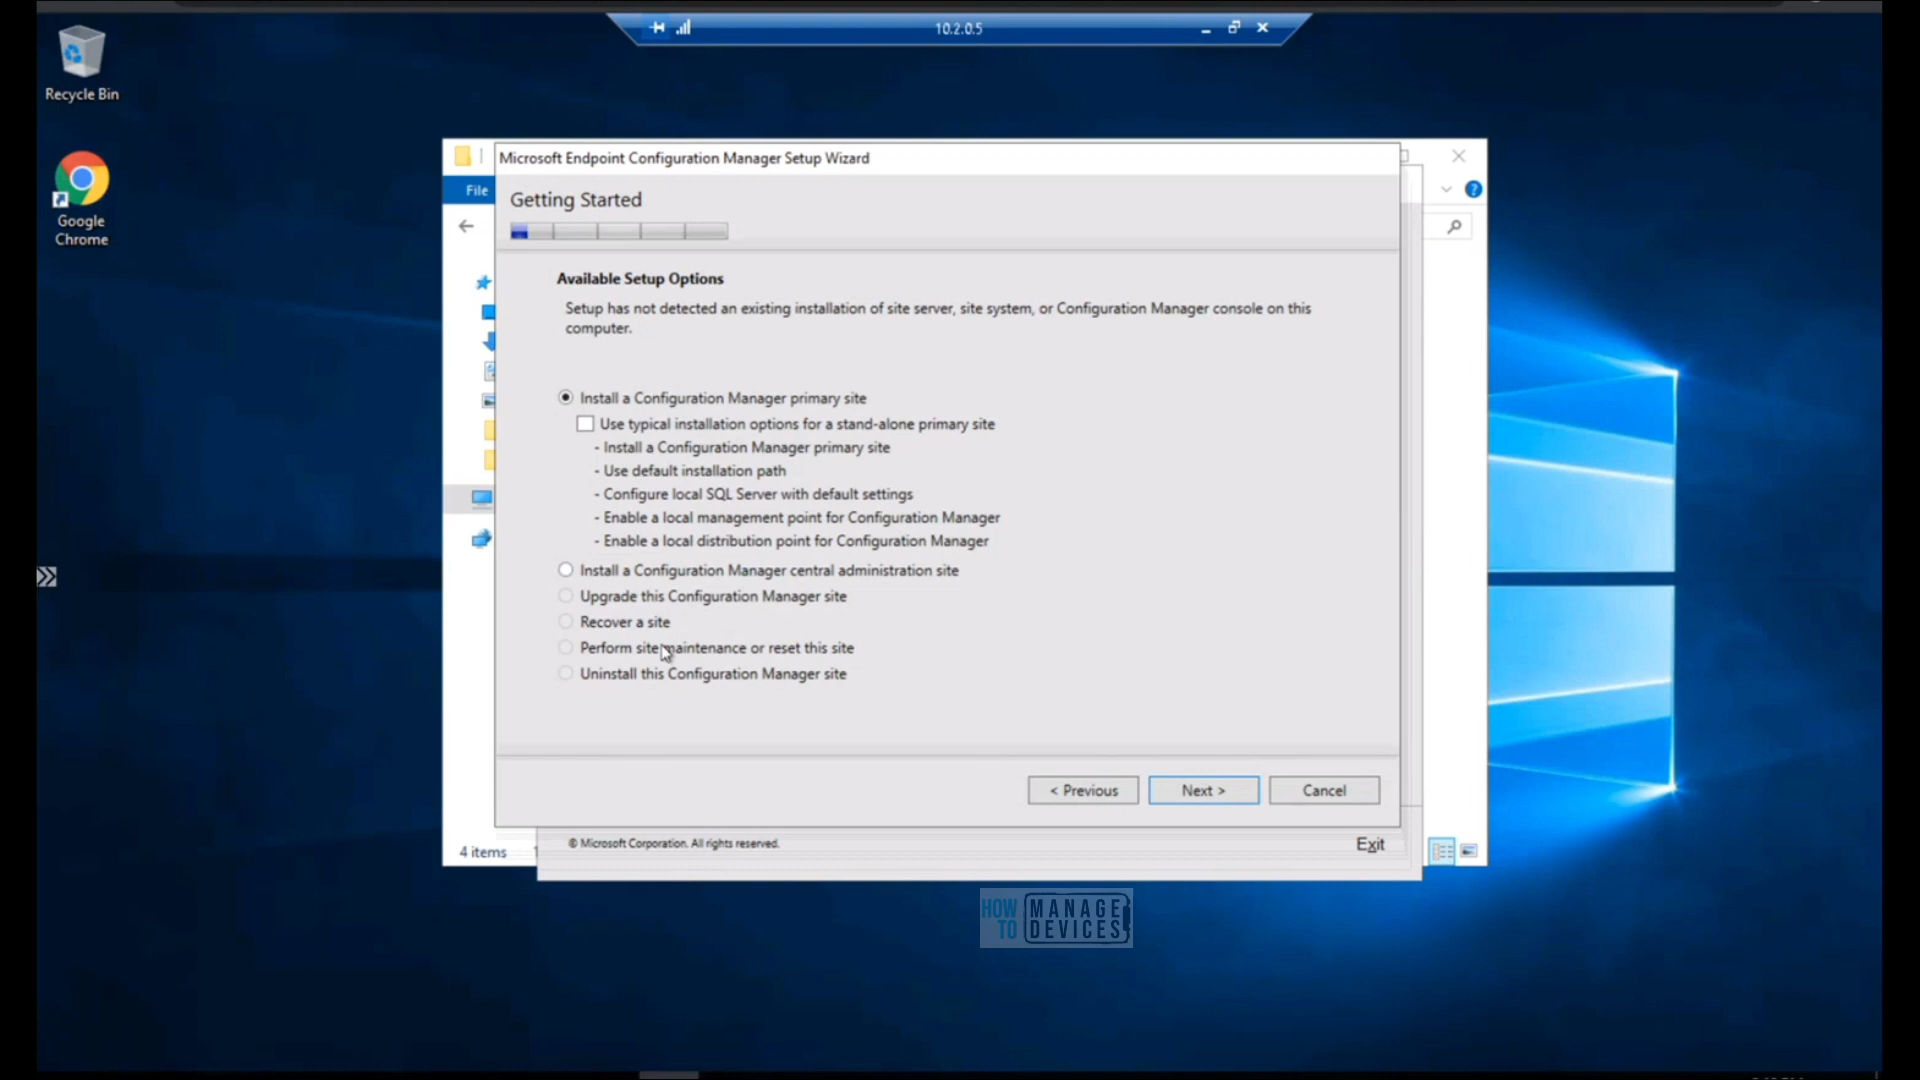 10.2.0.5
Recycle Bin
Google
Chrome
Microsoft Endpoint Configuration Manager Setup Wizard
File
Getting Started
Available Setup Options
Setup has not detected an existing installation of site server, site system, or Configuration Manager console on this
computer.
Install a Configuration Manager primary site
Use typical installation options for a stand-alone primary site
- Install a Configuration Manager primary site
- Use default installation path
- Configure local SQL Server with default settings
- Enable a local management point for Configuration Manager
- Enable a local distribution point for Configuration Manager
Install a Configuration Manager central administration site
Upgrade this Configuration Manager site
Recover a site
Perform site maintenance or reset this site
Uninstall this Configuration Manager site
< Previous
Next >
Cancel
© Microsoft Corporation. All rights reserved.
Exit
4 items
HOW TO MANAGE DEVICES